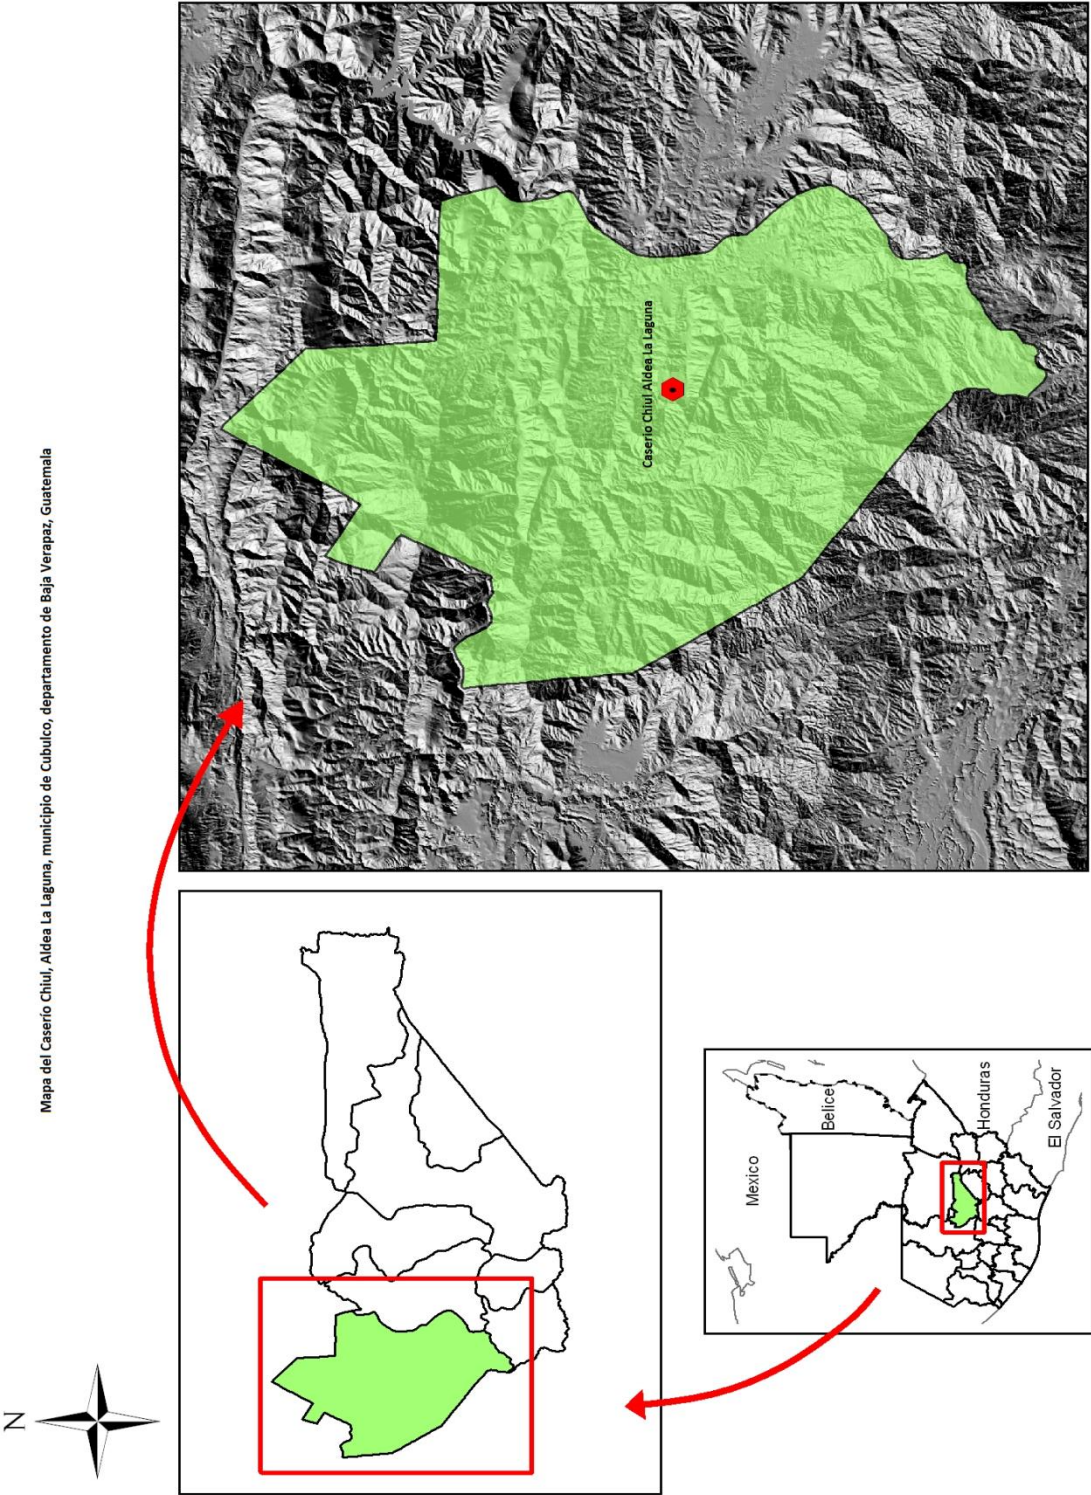 Mapa del Caserío Chiul, Aldea La Laguna, municipio de Cubulco, departamento de Baja Verapaz, Guatemala
N
Caserío Chiul Aldea La Laguna
Mexico
Belice
Honduras
El Salvador